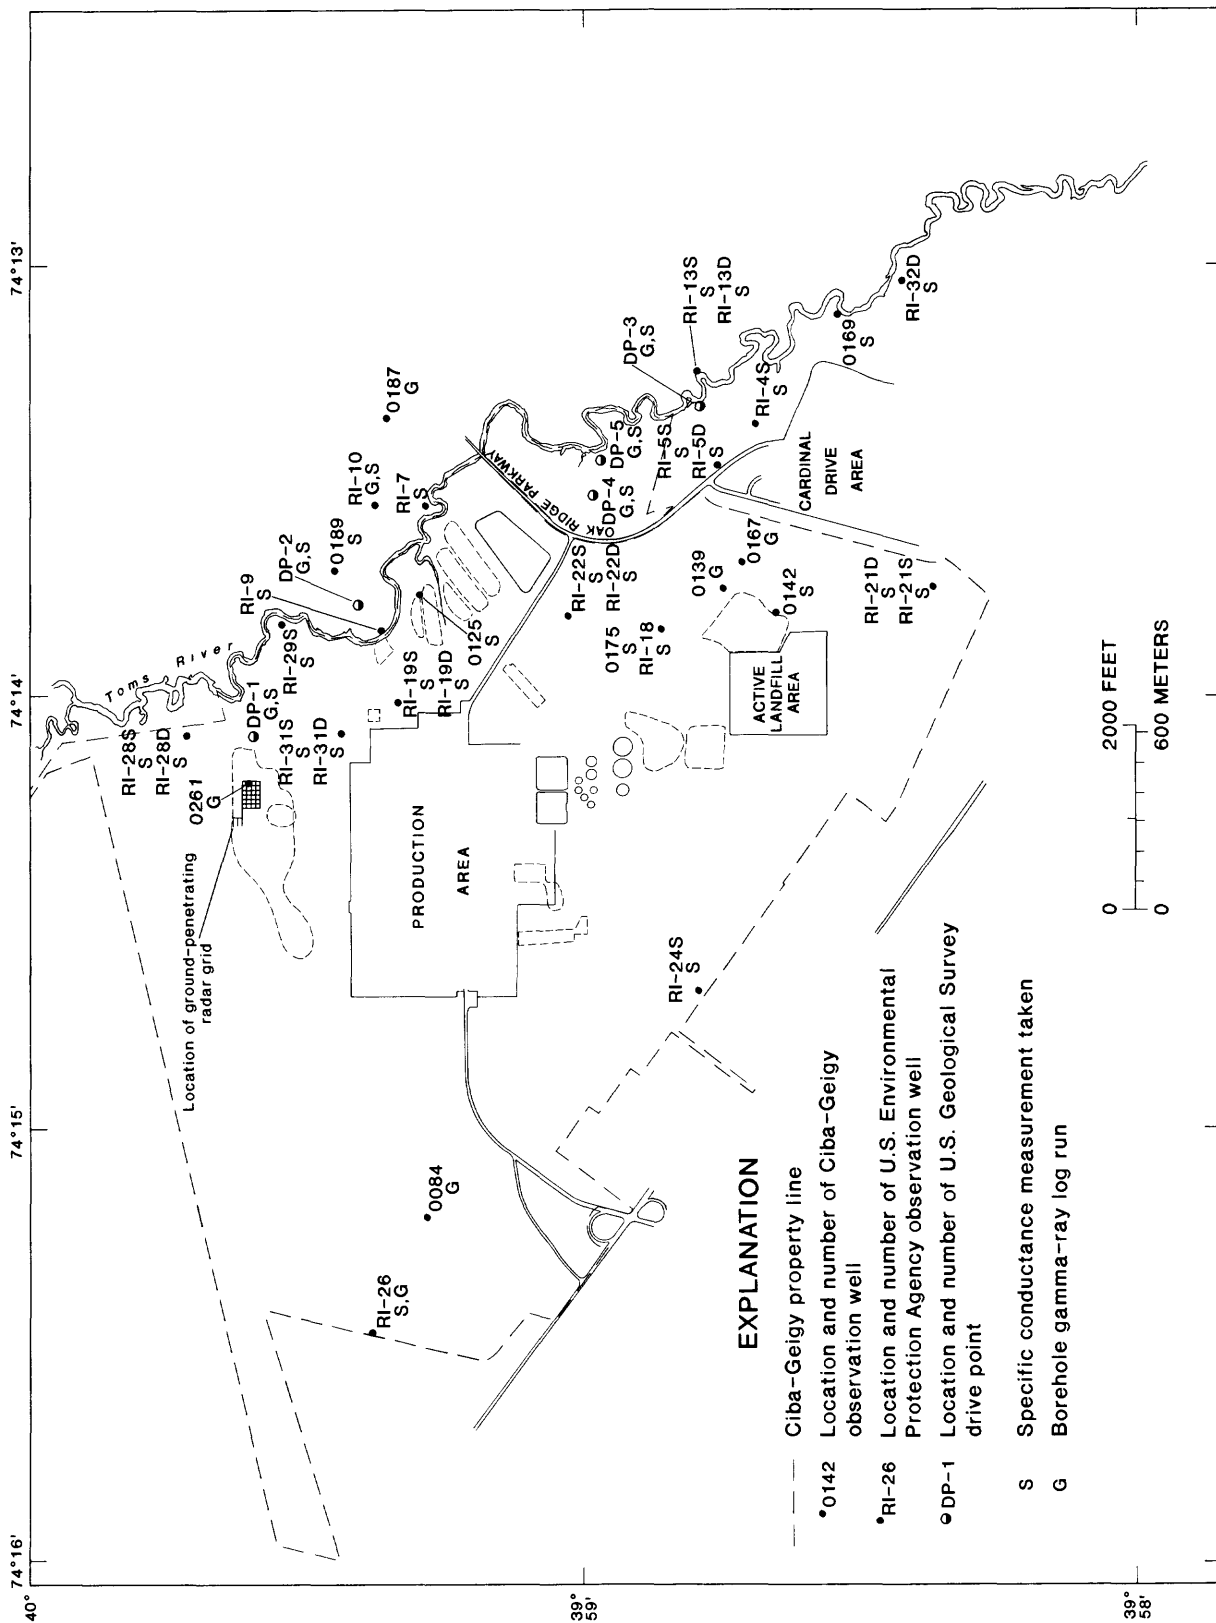 40°
39°
59'
39°
58'
74°16'
74°15'
74°14'
74°13'
Toms River
RI-28S
S
RI-28D
S
0261
G
Location of ground-penetrating
radar grid
DP-1
G,S
RI-31S
S
RI-31D
S
RI-29S
S
RI-9
S
DP-2
G,S
0189
S
RI-10
G,S
RI-7
S
0187
G
RI-19S
S
RI-19D
S
0125
S
OAK RIDGE PARKWAY
DP-4
G,S
DP-5
G,S
DP-3
G,S
RI-5S
S
RI-5D
S
RI-13S
S
RI-13D
S
RI-4S
S
0169
S
RI-32D
S
RI-22S
S
RI-22D
S
0175
S
RI-18
S
0139
G
0167
G
0142
S
RI-21D
S
RI-21S
S
CARDINAL
DRIVE
AREA
ACTIVE
LANDFILL
AREA
PRODUCTION
AREA
RI-24S
S
0084
G
RI-26
S,G
EXPLANATION
Ciba-Geigy property line
0142 Location and number of Ciba-Geigy
observation well
RI-26 Location and number of U.S. Environmental
Protection Agency observation well
DP-1 Location and number of U.S. Geological Survey
drive point
S Specific conductance measurement taken
G Borehole gamma-ray log run
0 2000 FEET
0 600 METERS